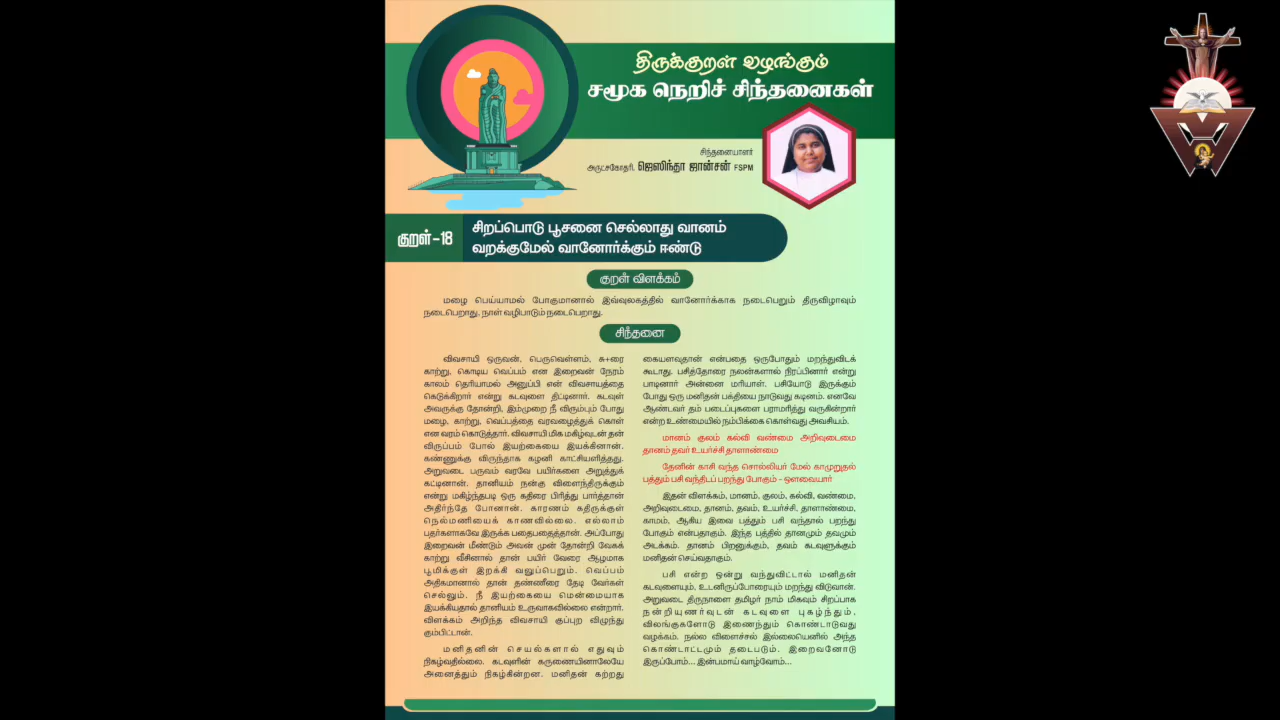 திருக்குறள் வழங்கும்
சமூக நெறிச் சிந்தனைகள்
சிந்தனையாளர்
அருட்சகோதரி. ஜெஸிந்தா ஜான்சன் FSPM
குறள்-18
சிறப்பொடு பூசனை செல்லாது வானம்
வறக்குமேல் வானோர்க்கும் ஈண்டு
குறள் விளக்கம்
மழை பெய்யாமல் போகுமானால் இவ்வுலகத்தில் வானோர்க்காக நடைபெறும் திருவிழாவும்
நடைபெறாது, நாள் வழிபாடும் நடைபெறாது.
சிந்தனை
விவசாயி ஒருவன், பெருவெள்ளம், சு+ரை
காற்று, கொடிய வெப்பம் என இறைவன் நேரம்
காலம் தெரியாமல் அனுப்பி என் விவசாயத்தை
கெடுக்கிறார் என்று கடவுளை திட்டினார். கடவுள்
அவருக்கு தோன்றி, இம்முறை நீ விரும்பும் போது
மழை, காற்று, வெப்பத்தை வரவழைத்துக் கொள்
என வரம் கொடுத்தார். விவசாயி மிக மகிழ்வுடன் தன்
விருப்பம் போல் இயற்கையை இயக்கினான்.
கண்ணுக்கு விருந்தாக கழனி காட்சியளித்தது.
அறுவடை பருவம் வரவே பயிர்களை அறுத்துக்
கட்டினான். தானியம் நன்கு விளைந்திருக்கும்
என்று மகிழ்ந்தபடி ஒரு கதிரை பிரித்து பார்த்தான்
அதிர்ந்தே போனான். காரணம் கதிருக்குள்
நெல்மணியைக் காணவில்லை. எல்லாம்
பதர்களாகவே இருக்க பதைபதைத்தான். அப்போது
இறைவன் மீண்டும் அவன் முன் தோன்றி வேகக்
காற்று வீசினால் தான் பயிர் வேரை ஆழமாக
பூமிக்குள் இறக்கி வலுப்பெறும். வெப்பம்
அதிகமானால் தான் தண்ணீரை தேடி வேர்கள்
செல்லும். நீ இயற்கையை மென்மையாக
இயக்கியதால் தானியம் உருவாகவில்லை என்றார்.
விளக்கம் அறிந்த விவசாயி குப்புற விழுந்து
கும்பிட்டான்.
மனிதனின் செயல்களால் எதுவும்
நிகழ்வதில்லை. கடவுளின் கருணையினாலேயே
அனைத்தும் நிகழ்கின்றன. மனிதன் கற்றது
கையளவுதான் என்பதை ஒருபோதும் மறந்துவிடக்
கூடாது. பசித்தோரை நலன்களால் நிரப்பினார் என்று
பாடினார் அன்னை மரியாள். பசியோடு இருக்கும்
போது ஒரு மனிதன் பக்தியை நாடுவது கடினம். எனவே
ஆண்டவர் தம் படைப்புகளை பராமரித்து வருகின்றார்
என்ற உண்மையில் நம்பிக்கை கொள்வது அவசியம்.
மானம் குலம் கல்வி வண்மை அறிவுடைமை
தானம் தவர் உயர்ச்சி தாளாண்மை
தேனின் காசி வந்த சொல்லியர் மேல் காமுறுதல்
பத்தும் பசி வந்திடப் பறந்து போகும் - ஔவையார்
இதன் விளக்கம், மானம், குலம், கல்வி, வண்மை,
அறிவுடைமை, தானம், தவம், உயர்ச்சி, தாளாண்மை,
காமம், ஆகிய இவை பத்தும் பசி வந்தால் பறந்து
போகும் என்பதாகும். இந்த பத்தில் தானமும் தவமும்
அடக்கம். தானம் பிறனுக்கும், தவம் கடவுளுக்கும்
மனிதன் செய்வதாகும்.
பசி என்ற ஒன்று வந்துவிட்டால் மனிதன்
கடவுளையும், உடனிருப்போரையும் மறந்து விடுவான்.
அறுவடை திருநாளை தமிழர் நாம் மிகவும் சிறப்பாக
நன்றியுணர்வுடன் கடவுளை புகழ்ந்தும்,
விலங்குகளோடு இணைந்தும் கொண்டாடுவது
வழக்கம். நல்ல விளைச்சல் இல்லையெனில் அந்த
கொண்டாட்டமும் தடைபடும். இறைவனோடு
இருப்போம்... இன்பமாய் வாழ்வோம்...